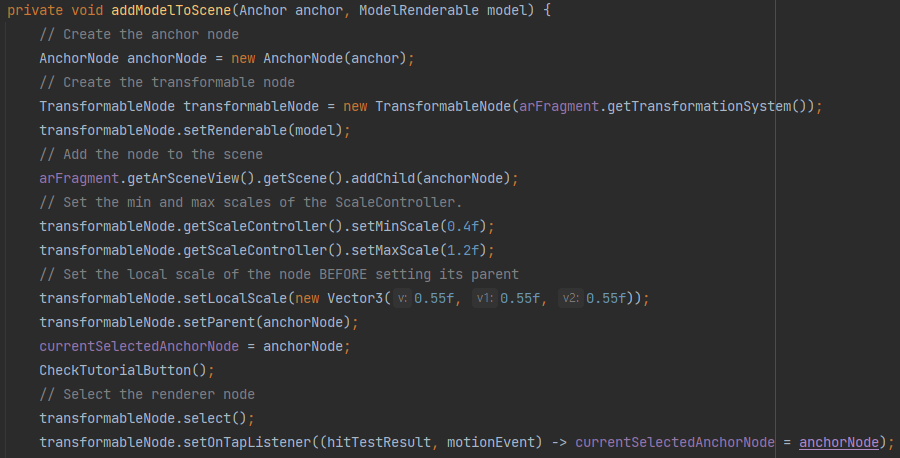 private void addModelToScene(Anchor anchor, ModelRenderable model) {
// Create the anchor node
AnchorNode anchorNode = new AnchorNode(anchor);
// Create the transformable node
TransformableNode transformableNode = new TransformableNode(arFragment.getTransformationSystem());
transformableNode.setRenderable(model);
// Add the node to the scene
arFragment.getArSceneView().getScene().addChild(anchorNode);
// Set the min and max scales of the ScaleController.
transformableNode.getScaleController().setMinScale(0.4f);
transformableNode.getScaleController().setMaxScale(1.2f);
// Set the local scale of the node BEFORE setting its parent
transformableNode.setLocalScale(new Vector3( v: 0.55f, v1: 0.55f, v2: 0.55f));
transformableNode.setParent(anchorNode);
currentSelectedAnchorNode = anchorNode;
CheckTutorialButton();
// Select the renderer node
transformableNode.select();
transformableNode.setOnTapListener((hitTestResult, motionEvent) -> currentSelectedAnchorNode = anchorNode);